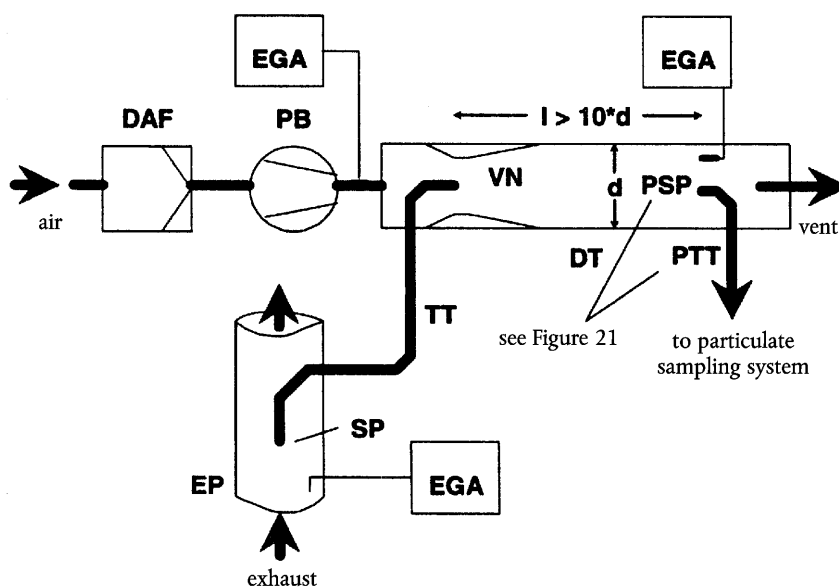 EGA
EGA
DAF
PB
l > 10*d
air
VN
d
PSP
vent
DT
PTT
TT
see Figure 21
to particulate
sampling system
SP
EP
EGA
exhaust